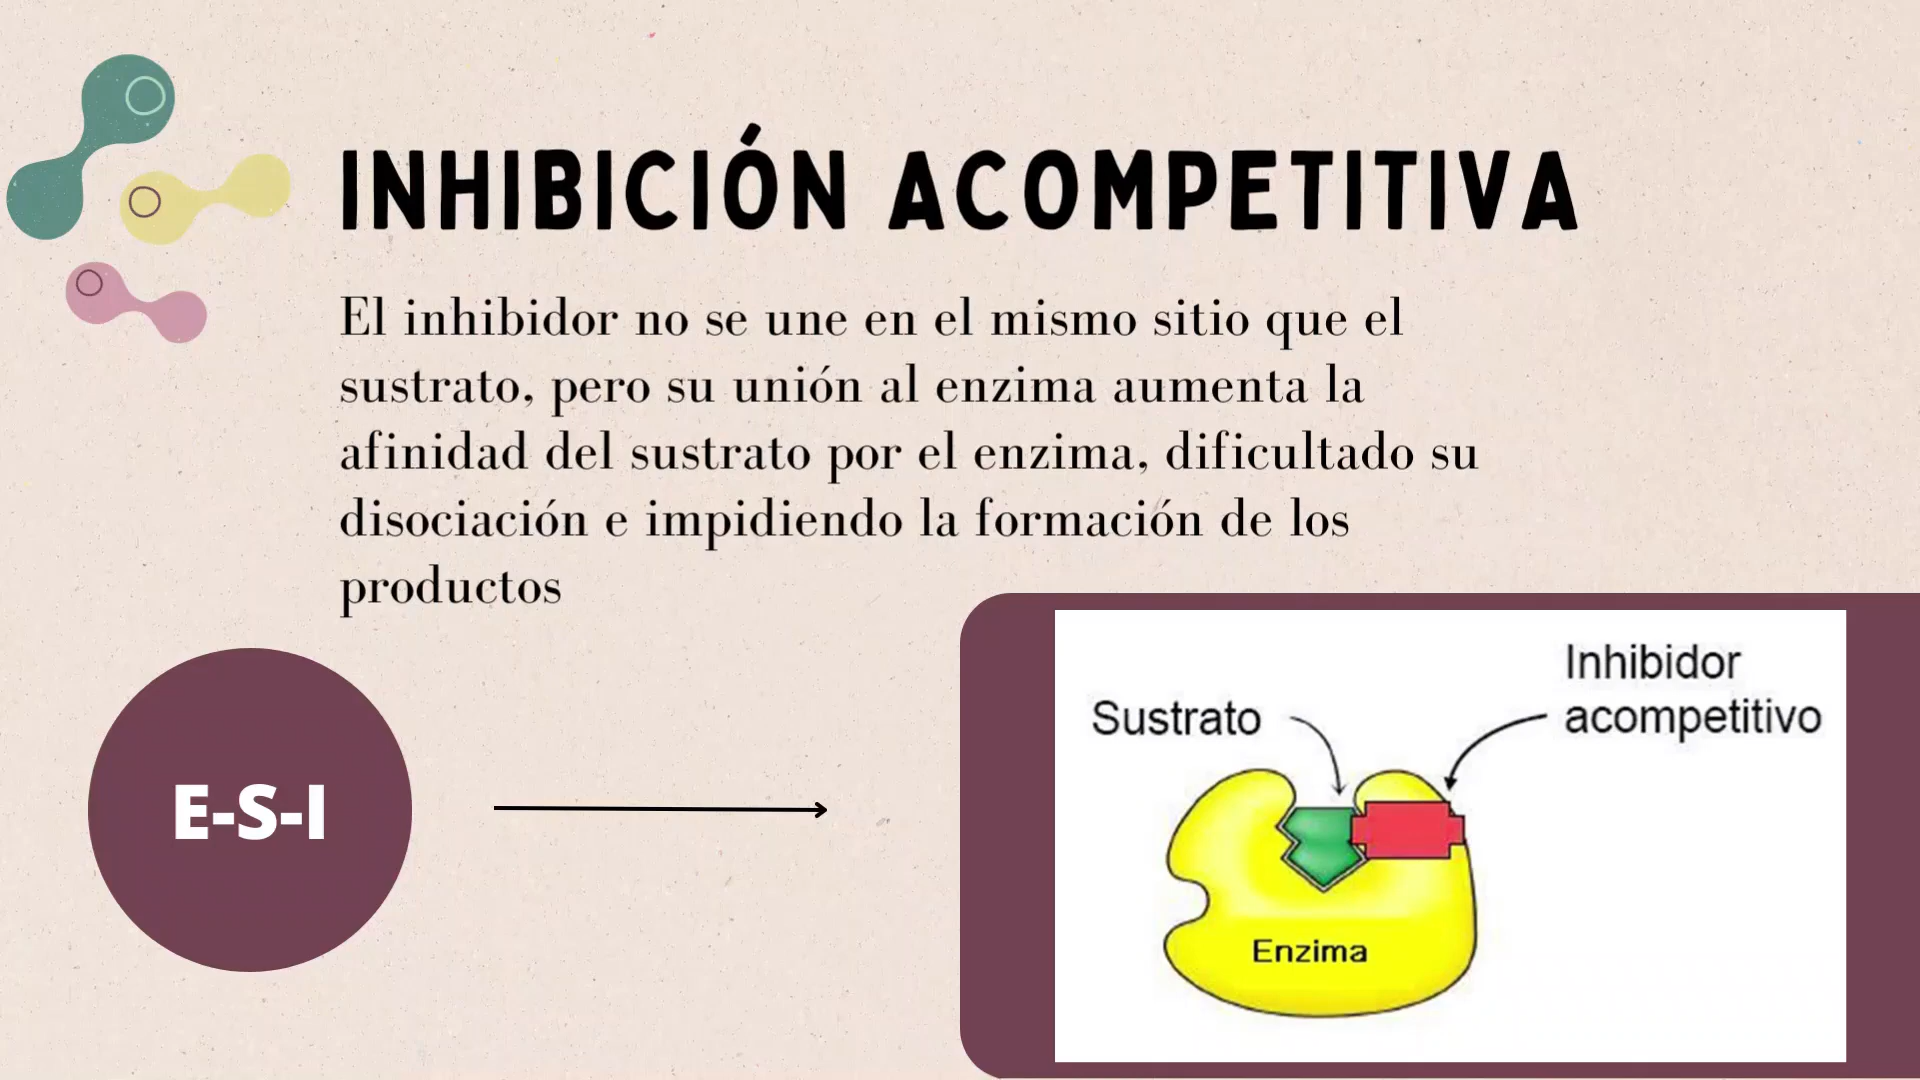 INHIBICIÓN ACOMPETITIVA
El inhibidor no se une en el mismo sitio que el
sustrato, pero su unión al enzima aumenta la
afinidad del sustrato por el enzima, dificultado su
disociación e impidiendo la formación de los
productos
E-S-I
Sustrato
Inhibidor
acompetitivo
Enzima